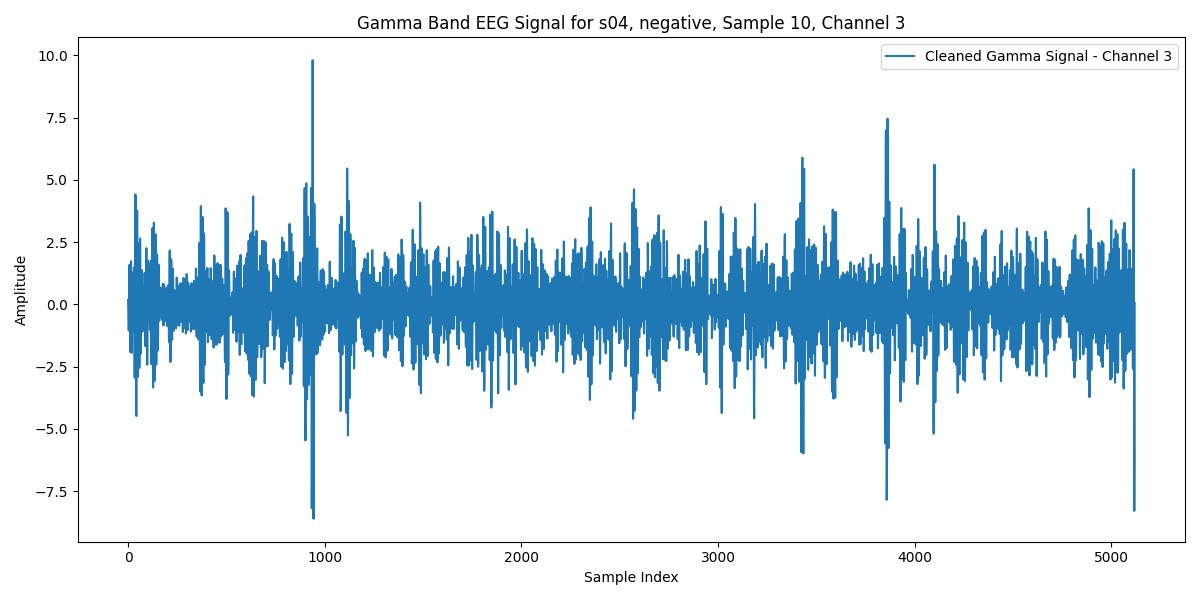 Gamma Band EEG Signal for s04, negative, Sample 10, Channel 3
Cleaned Gamma Signal - Channel 3
10.0
7.5
5.0
2.5
0.0
−2.5
−5.0
−7.5
Amplitude
0 1000 2000 3000 4000 5000
Sample Index